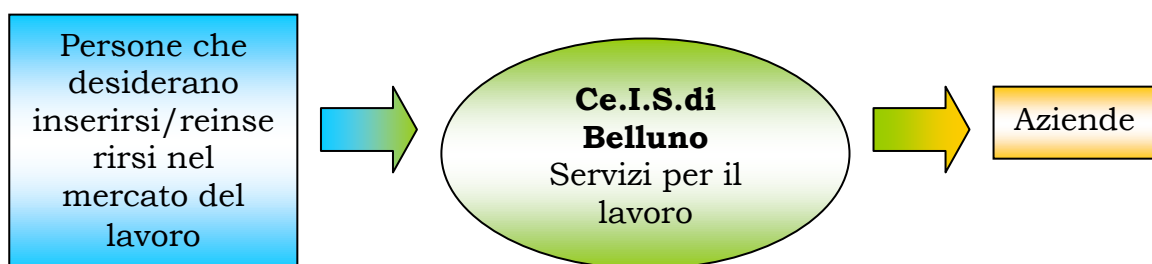 Persone che
desiderano
inserirsi/reinse
rirsi nel
mercato del
lavoro
Ce.I.S.di
Belluno
Servizi per il
lavoro
Aziende